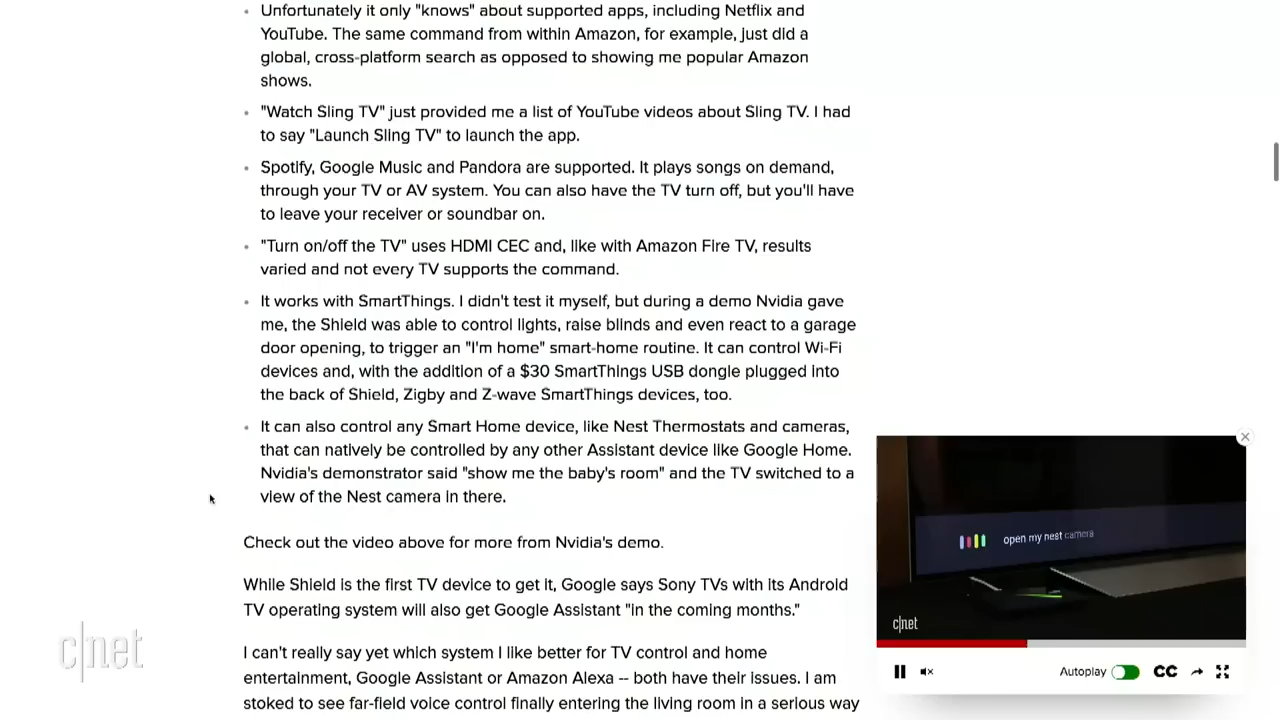 Unfortunately it only "knows" about supported apps, including Netflix and
YouTube. The same command from within Amazon, for example, just did a
global, cross-platform search as opposed to showing me popular Amazon
shows.
"Watch Sling TV" just provided me a list of YouTube videos about Sling TV. I had
to say "Launch Sling TV" to launch the app.
Spotify, Google Music and Pandora are supported. It plays songs on demand,
through your TV or AV system. You can also have the TV turn off, but you'll have
to leave your receiver or soundbar on.
"Turn on/off the TV" uses HDMI CEC and, like with Amazon Fire TV, results
varied and not every TV supports the command.
It works with SmartThings. I didn't test it myself, but during a demo Nvidia gave
me, the Shield was able to control lights, raise blinds and even react to a garage
door opening, to trigger an "I'm home" smart-home routine. It can control Wi-Fi
devices and, with the addition of a $30 SmartThings USB dongle plugged into
the back of Shield, Zigby and Z-wave SmartThings devices, too.
It can also control any Smart Home device, like Nest Thermostats and cameras,
that can natively be controlled by any other Assistant device like Google Home.
Nvidia's demonstrator said "show me the baby's room" and the TV switched to a
view of the Nest camera in there.
Check out the video above for more from Nvidia's demo.
While Shield is the first TV device to get it, Google says Sony TVs with its Android
TV operating system will also get Google Assistant "in the coming months."
I can't really say yet which system I like better for TV control and home
entertainment, Google Assistant or Amazon Alexa -- both have their issues. I am
stoked to see far-field voice control finally entering the living room in a serious way
open my nest camera
c|net
Autoplay
CC
c|net